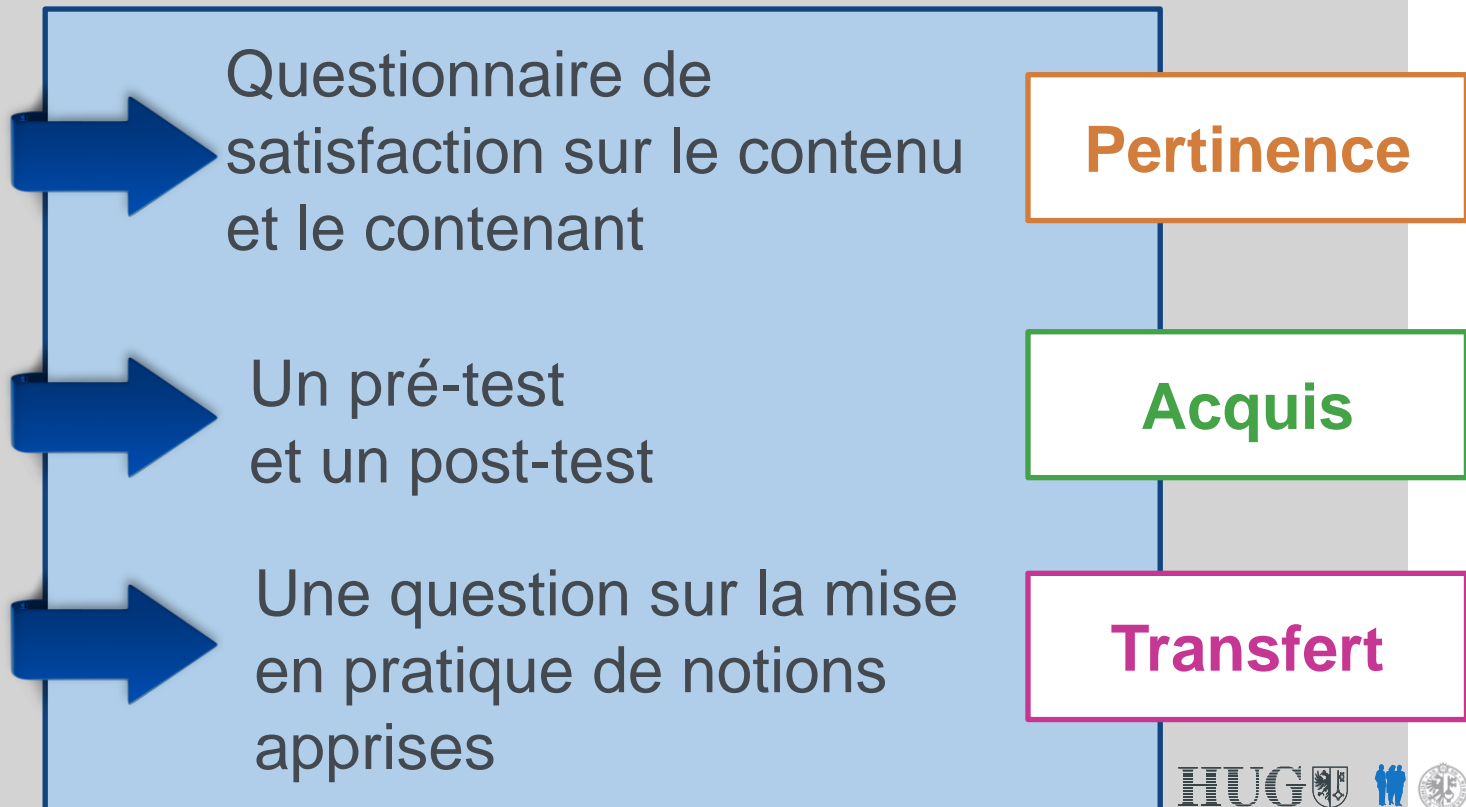 Questionnaire de
satisfaction sur le contenu
et le contenant
Pertinence
Un pré-test
et un post-test
Acquis
Une question sur la mise
en pratique de notions
apprises
Transfert
HUG